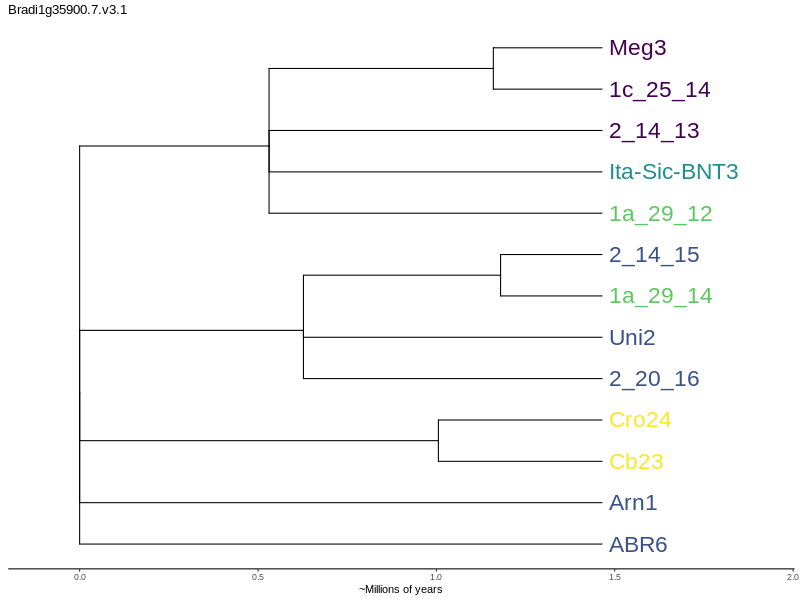 Bradi1g35900.7.v3.1
Meg3
1c_25_14
2_14_13
Ita-Sic-BNT3
1a_29_12
2_14_15
1a_29_14
Uni2
2_20_16
Cro24
Cb23
Arn1
ABR6
0.0 0.5 1.0 1.5 2.0
~Millions of years